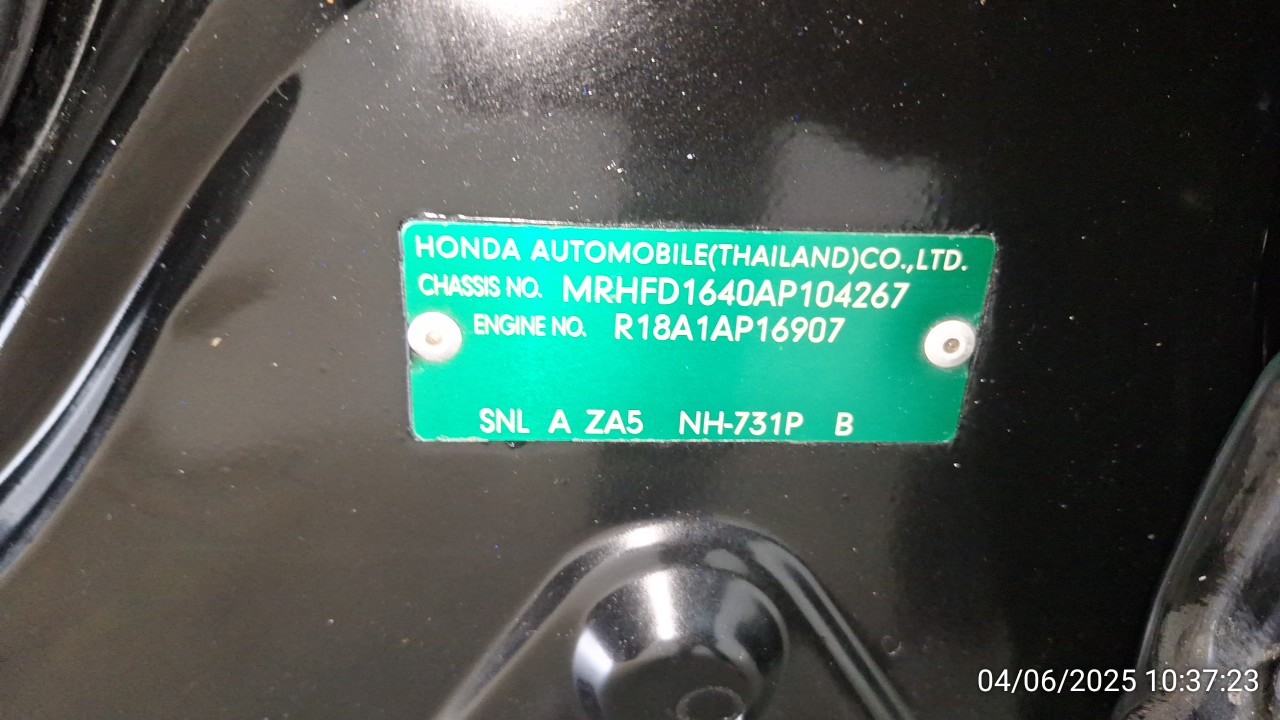 HONDA AUTOMOBILE(THAILAND)CO.,LTD.
CHASSIS NO. MRHFD1640AP104267
ENGINE NO. R18A1AP16907
SNL A ZA5 NH-731P B
04/06/2025 10:37:23